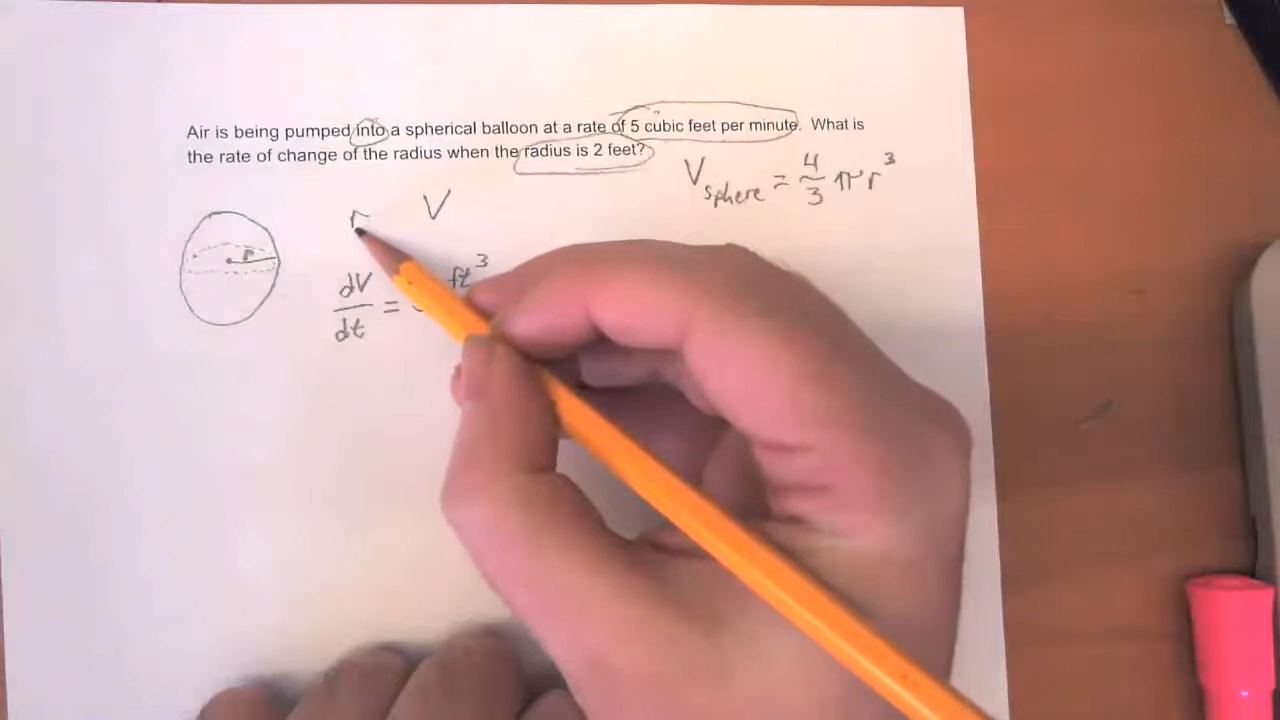 Air is being pumped into a spherical balloon at a rate of 5 cubic feet per minute. What is
the rate of change of the radius when the radius is 2 feet?
V sphere = 4/3 πr³
r V
r
dV/dt = ft³